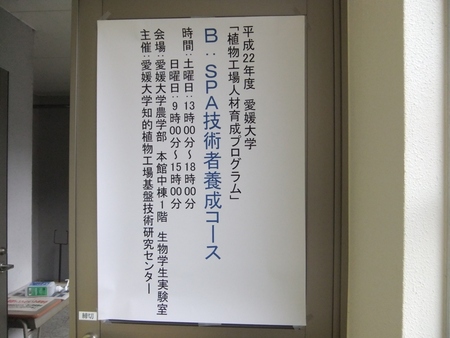 平成22年度　愛媛大学
「植物工場人材育成プログラム」
B：SPA技術者養成コース
時間：土曜日：13時00分～18時00分
日曜日：9時00分～15時00分
会場：愛媛大学農学部　本館中棟1階　生物学生実験室
主催：愛媛大学知的植物工場基盤技術研究センター